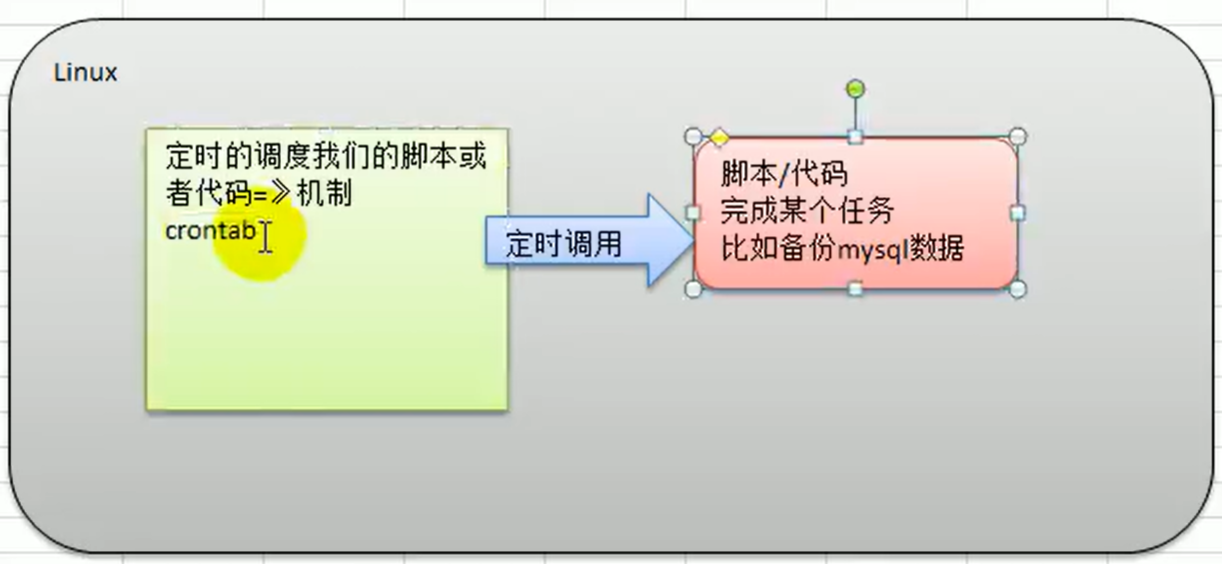 Linux
定时的调度我们的脚本或
者代码=》机制
crontab
定时调用
脚本/代码
完成某个任务
比如备份mysql数据